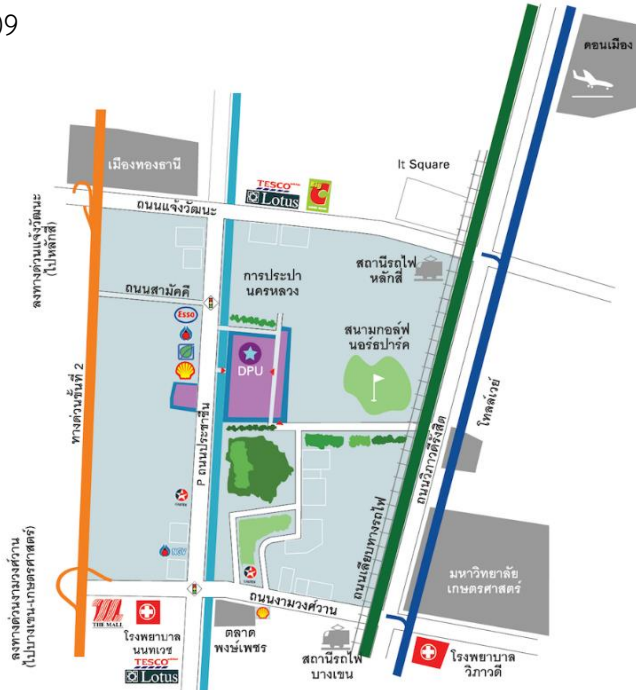 09
ดอนเมือง
เมืองทองธานี
It Square
TESCO
Lotus
ถนนแจ้งวัฒนะ
ลงทางด่วนแจ้งวัฒนะ
(ไปหลักสี่)
การประปา
นครหลวง
สถานีรถไฟ
หลักสี่
ถนนสามัคคี
Esso
สนามกอล์ฟ
นอร์ธปาร์ค
DPU
ทางด่วนขั้นที่ 2
P ถนนประชาชื่น
โทลล์เวย์
ถนนวิภาวดีรังสิต
ถนนเลียบทางรถไฟ
NGV
มหาวิทยาลัย
เกษตรศาสตร์
ลงทางด่วนงามวงศ์วาน
(ไปบางเขน-เกษตรศาสตร์)
ถนนงามวงศ์วาน
THE MALL
โรงพยาบาล
นนทเวช
ตลาด
พงษ์เพชร
สถานีรถไฟ
บางเขน
โรงพยาบาล
วิภาวดี
TESCO
Lotus